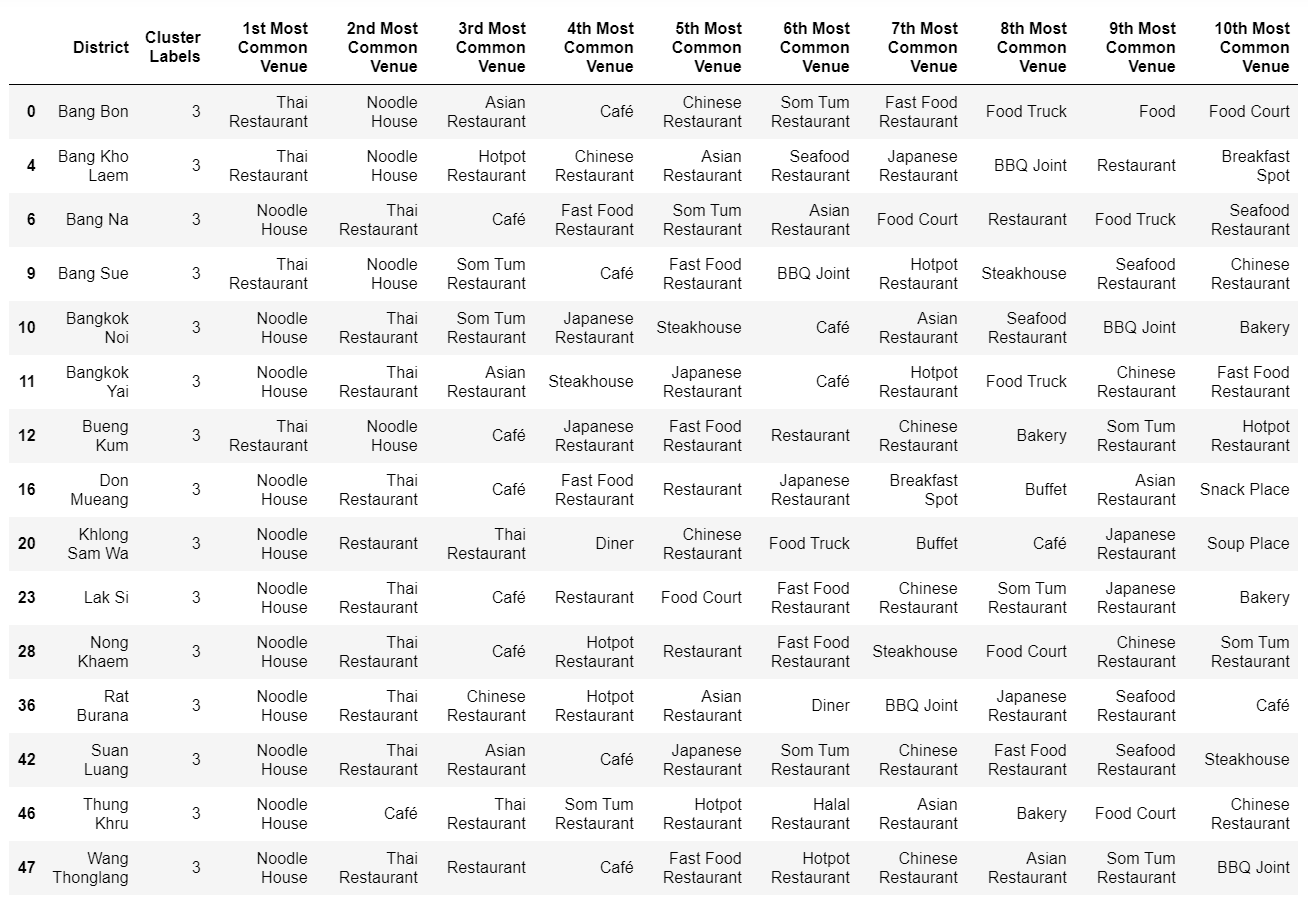 District Cluster Labels 1st Most Common Venue 2nd Most Common Venue 3rd Most Common Venue 4th Most Common Venue 5th Most Common Venue 6th Most Common Venue 7th Most Common Venue 8th Most Common Venue 9th Most Common Venue 10th Most Common Venue
0 Bang Bon 3 Thai Restaurant Noodle House Asian Restaurant Café Chinese Restaurant Som Tum Restaurant Fast Food Restaurant Food Truck Food Food Court
4 Bang Kho Laem 3 Thai Restaurant Noodle House Hotpot Restaurant Chinese Restaurant Asian Restaurant Seafood Restaurant Japanese Restaurant BBQ Joint Restaurant Breakfast Spot
6 Bang Na 3 Noodle House Thai Restaurant Café Fast Food Restaurant Som Tum Restaurant Asian Restaurant Food Court Restaurant Food Truck Seafood Restaurant
9 Bang Sue 3 Thai Restaurant Noodle House Som Tum Restaurant Café Fast Food Restaurant BBQ Joint Hotpot Restaurant Steakhouse Seafood Restaurant Chinese Restaurant
10 Bangkok Noi 3 Noodle House Thai Restaurant Som Tum Restaurant Japanese Restaurant Steakhouse Café Asian Restaurant Seafood Restaurant BBQ Joint Bakery
11 Bangkok Yai 3 Noodle House Thai Restaurant Asian Restaurant Steakhouse Japanese Restaurant Café Hotpot Restaurant Food Truck Chinese Restaurant Fast Food Restaurant
12 Bueng Kum 3 Thai Restaurant Noodle House Café Japanese Restaurant Fast Food Restaurant Restaurant Chinese Restaurant Bakery Som Tum Restaurant Hotpot Restaurant
16 Don Mueang 3 Noodle House Thai Restaurant Café Fast Food Restaurant Restaurant Japanese Restaurant Breakfast Spot Buffet Asian Restaurant Snack Place
20 Khlong Sam Wa 3 Noodle House Restaurant Thai Restaurant Diner Chinese Restaurant Food Truck Buffet Café Japanese Restaurant Soup Place
23 Lak Si 3 Noodle House Thai Restaurant Café Restaurant Food Court Fast Food Restaurant Chinese Restaurant Som Tum Restaurant Japanese Restaurant Bakery
28 Nong Khaem 3 Noodle House Thai Restaurant Café Hotpot Restaurant Restaurant Fast Food Restaurant Steakhouse Food Court Chinese Restaurant Som Tum Restaurant
36 Rat Burana 3 Noodle House Thai Restaurant Chinese Restaurant Hotpot Restaurant Asian Restaurant Diner BBQ Joint Japanese Restaurant Seafood Restaurant Café
42 Suan Luang 3 Noodle House Thai Restaurant Asian Restaurant Café Japanese Restaurant Som Tum Restaurant Chinese Restaurant Fast Food Restaurant Seafood Restaurant Steakhouse
46 Thung Khru 3 Noodle House Café Thai Restaurant Som Tum Restaurant Hotpot Restaurant Halal Restaurant Asian Restaurant Bakery Food Court Chinese Restaurant
47 Wang Thonglang 3 Noodle House Thai Restaurant Restaurant Café Fast Food Restaurant Hotpot Restaurant Chinese Restaurant Asian Restaurant Som Tum Restaurant BBQ Joint